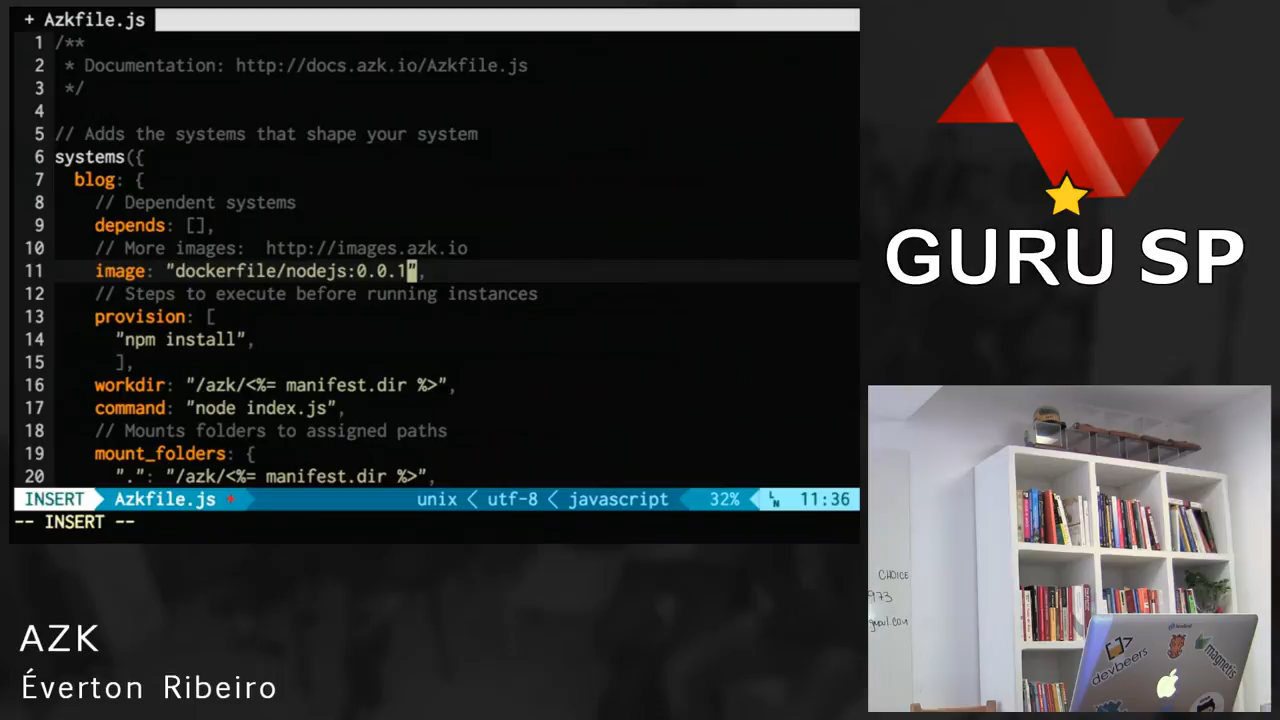 + Azkfile.js
1 /**
2 * Documentation: http://docs.azk.io/Azkfile.js
3 */
4
5 // Adds the systems that shape your system
6 systems({
7 blog: {
8 // Dependent systems
9 depends: [],
10 // More images:  http://images.azk.io
11 image: "dockerfile/nodejs:0.0.1",
12 // Steps to execute before running instances
13 provision: [
14 "npm install",
15 ],
16 workdir: "/azk/<%= manifest.dir %>",
17 command: "node index.js",
18 // Mounts folders to assigned paths
19 mount_folders: {
20 ".": "/azk/<%= manifest.dir %>",
INSERT Azkfile.js + unix < utf-8 < javascript 32% LN 11:36
-- INSERT --
GURU SP
CHOICE
973
gmail.com
devbeers
magnetis
AZK
Éverton Ribeiro